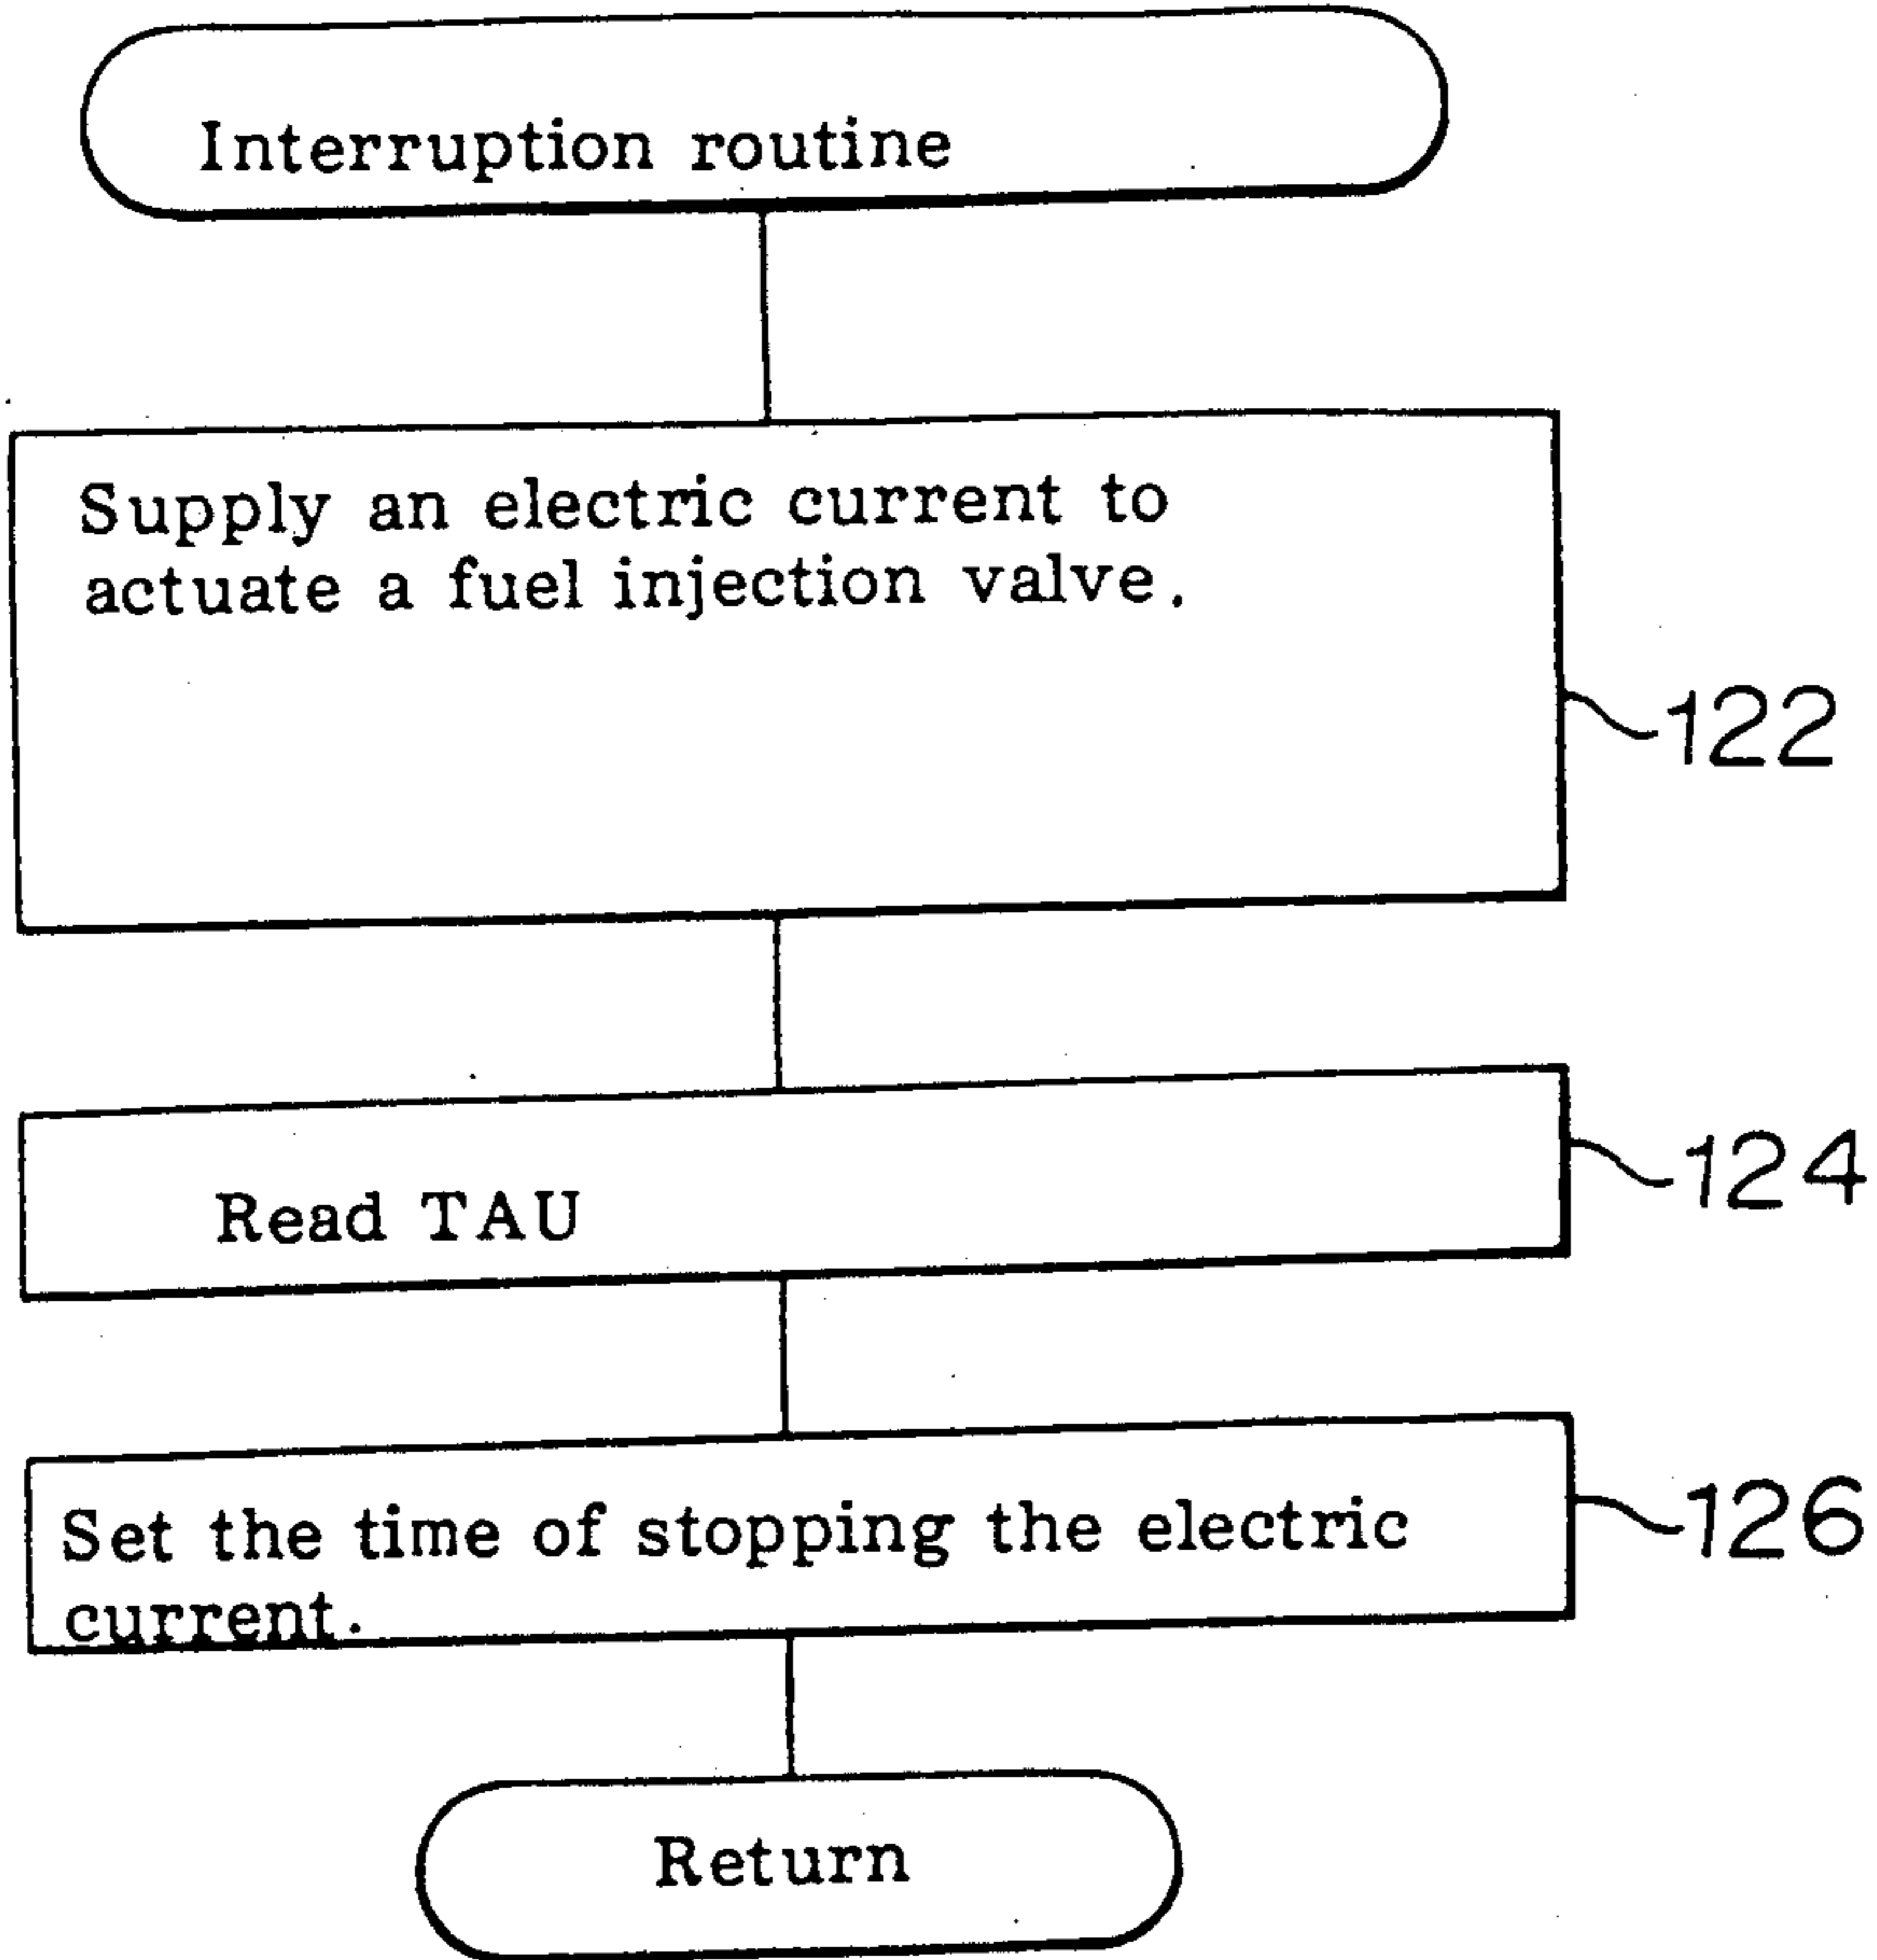 Interruption routine
Supply an electric current to
actuate a fuel injection valve.
122
Read TAU
124
Set the time of stopping the electric
current.
126
Return